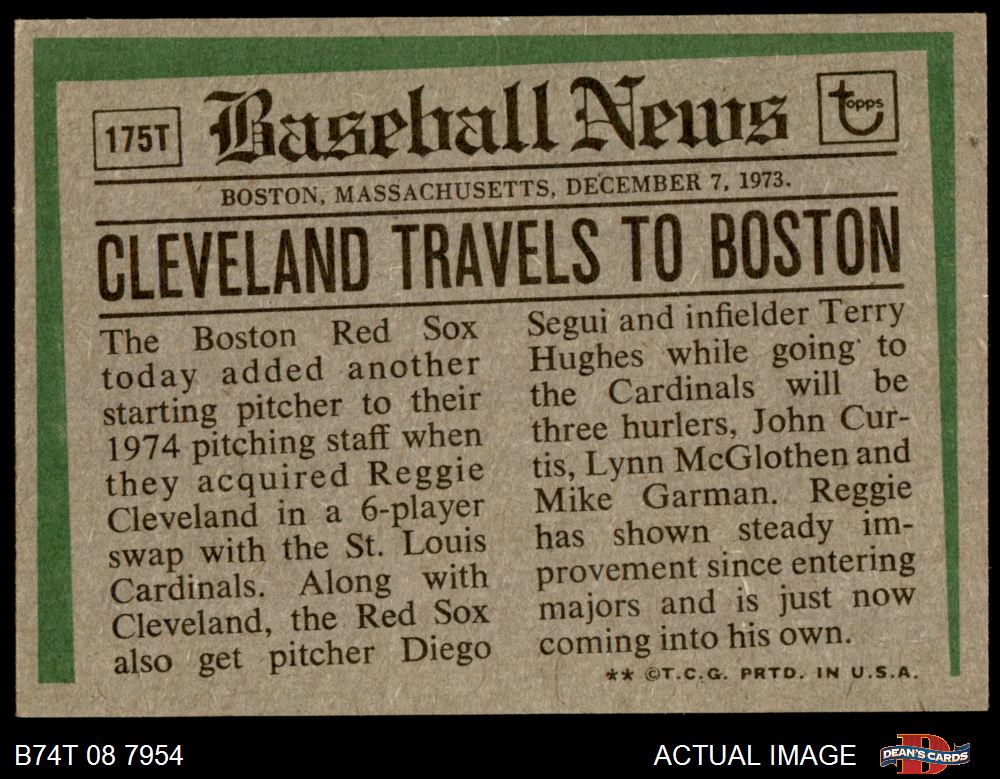 175T
Baseball News
topps
BOSTON, MASSACHUSETTS, DECEMBER 7, 1973.
CLEVELAND TRAVELS TO BOSTON
The Boston Red Sox
today added another
starting pitcher to their
1974 pitching staff when
they acquired Reggie
Cleveland in a 6-player
swap with the St. Louis
Cardinals. Along with
Cleveland, the Red Sox
also get pitcher Diego
Segui and infielder Terry
Hughes while going to
the Cardinals will be
three hurlers, John Cur-
tis, Lynn McGlothen and
Mike Garman. Reggie
has shown steady im-
provement since entering
majors and is just now
coming into his own.
** ©T.C.G. PRTD. IN U.S.A.
B74T 08 7954
ACTUAL IMAGE
DEAN'S CARDS